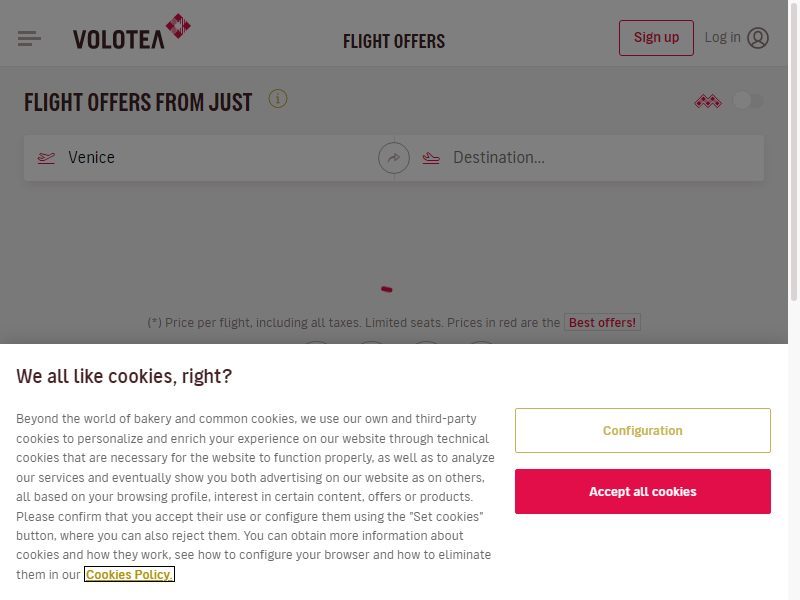 VOLOTEA
FLIGHT OFFERS
Sign up
Log in
FLIGHT OFFERS FROM JUST
Venice
Destination...
(*) Price per flight, including all taxes. Limited seats. Prices in red are the Best offers!
We all like cookies, right?
Beyond the world of bakery and common cookies, we use our own and third-party
cookies to personalize and enrich your experience on our website through technical
cookies that are necessary for the website to function properly, as well as to analyze
our services and eventually show you both advertising on our website as on others,
all based on your browsing profile, interest in certain content, offers or products.
Please confirm that you accept their use or configure them using the "Set cookies"
button, where you can also reject them. You can obtain more information about
cookies and how they work, see how to configure your browser and how to eliminate
them in our Cookies Policy.
Configuration
Accept all cookies